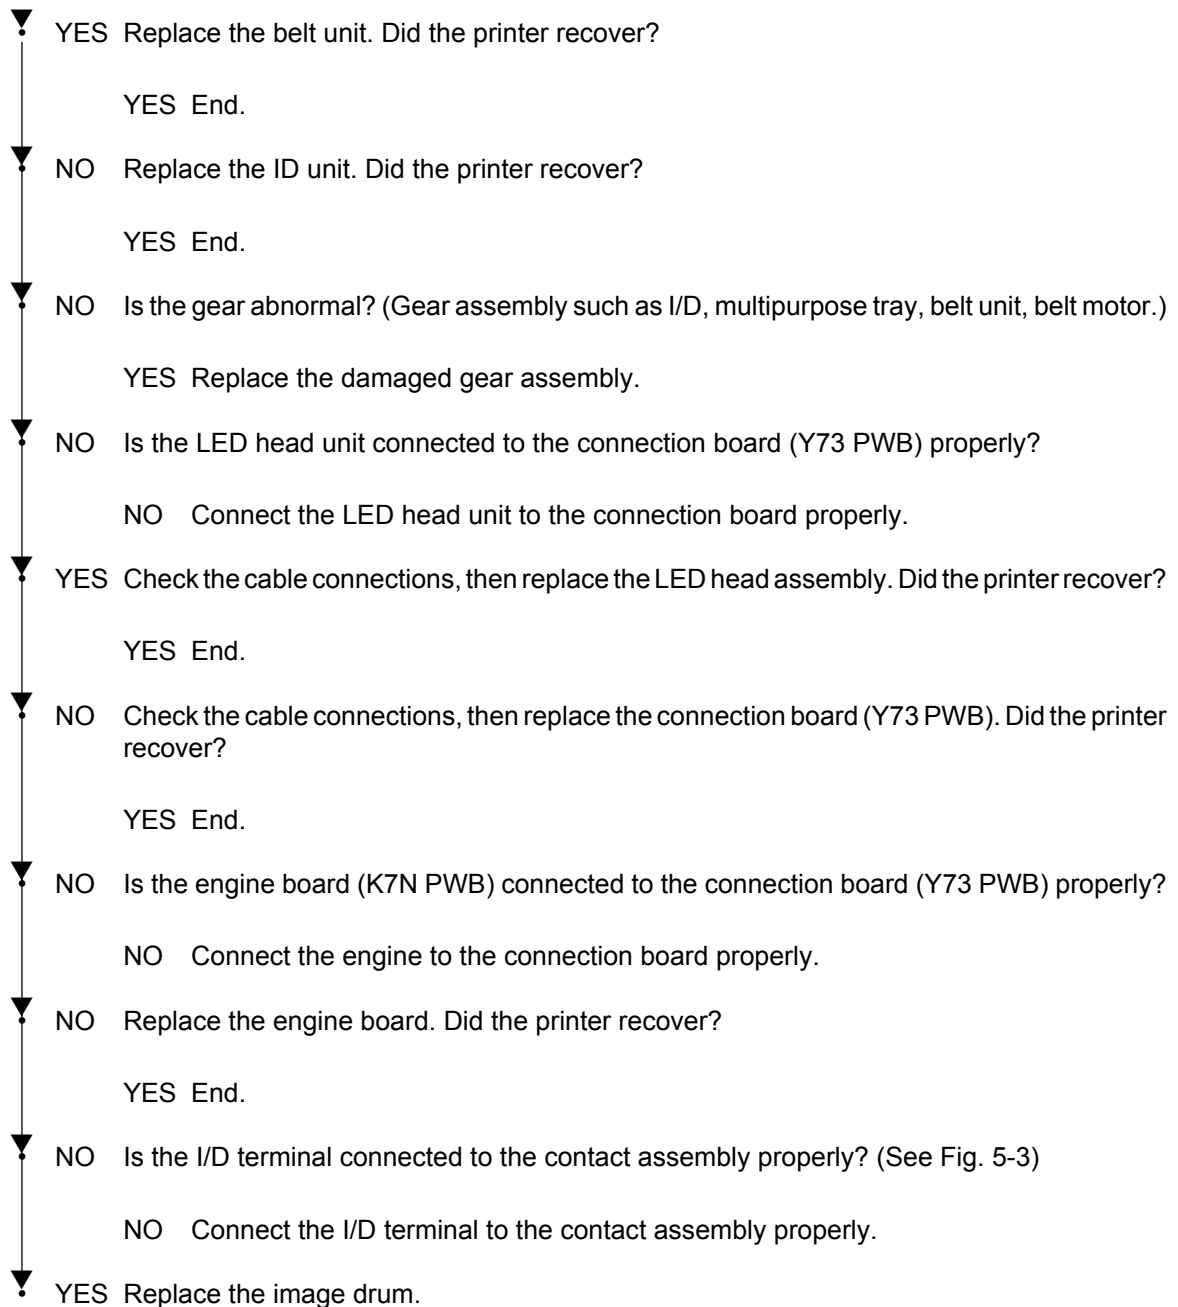 YES Replace the belt unit. Did the printer recover?
YES End.
NO Replace the ID unit. Did the printer recover?
YES End.
NO Is the gear abnormal? (Gear assembly such as I/D, multipurpose tray, belt unit, belt motor.)
YES Replace the damaged gear assembly.
NO Is the LED head unit connected to the connection board (Y73 PWB) properly?
NO Connect the LED head unit to the connection board properly.
YES Check the cable connections, then replace the LED head assembly. Did the printer recover?
YES End.
NO Check the cable connections, then replace the connection board (Y73 PWB). Did the printer
recover?
YES End.
NO Is the engine board (K7N PWB) connected to the connection board (Y73 PWB) properly?
NO Connect the engine to the connection board properly.
NO Replace the engine board. Did the printer recover?
YES End.
NO Is the I/D terminal connected to the contact assembly properly? (See Fig. 5-3)
NO Connect the I/D terminal to the contact assembly properly.
YES Replace the image drum.